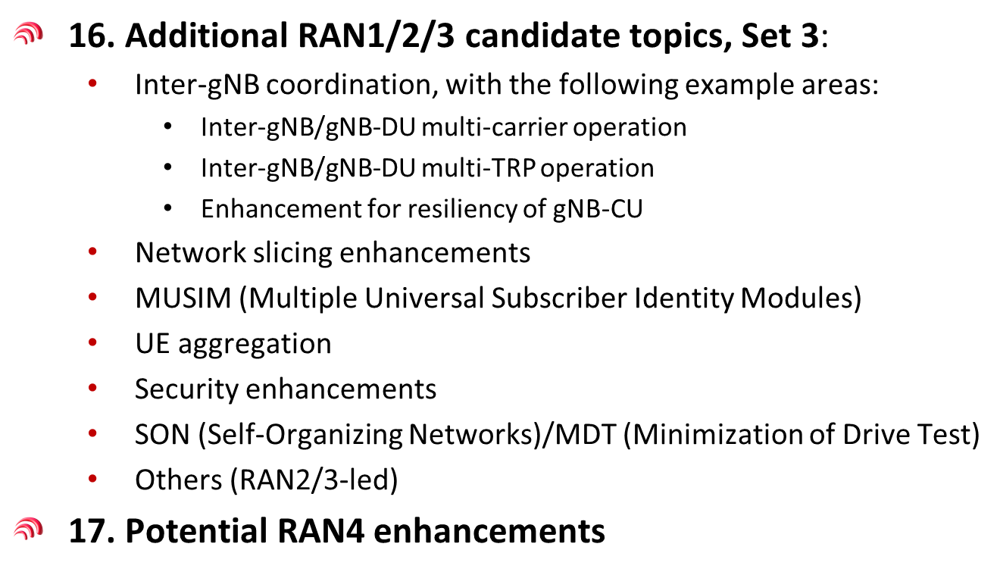 16. Additional RAN1/2/3 candidate topics, Set 3:
• Inter-gNB coordination, with the following example areas:
• Inter-gNB/gNB-DU multi-carrier operation
• Inter-gNB/gNB-DU multi-TRP operation
• Enhancement for resiliency of gNB-CU
• Network slicing enhancements
• MUSIM (Multiple Universal Subscriber Identity Modules)
• UE aggregation
• Security enhancements
• SON (Self-Organizing Networks)/MDT (Minimization of Drive Test)
• Others (RAN2/3-led)
17. Potential RAN4 enhancements